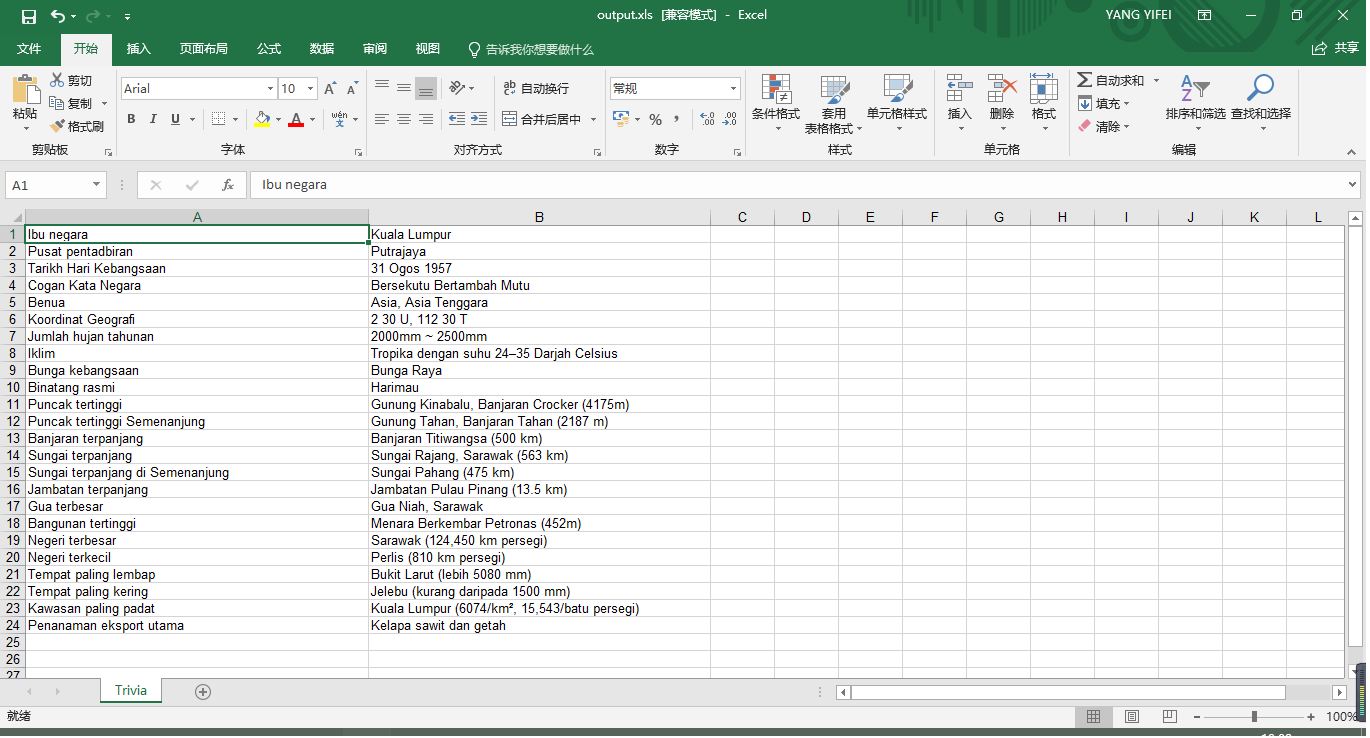 output.xls [兼容模式] - Excel
YANG YIFEI
文件 开始 插入 页面布局 公式 数据 审阅 视图 告诉我你想要做什么 共享
剪切
复制
格式刷
粘贴
剪贴板
Arial 10
B I U
wén
文
字体
自动换行
合并后居中
对齐方式
常规
%
数字
条件格式
套用
表格格式
单元格样式
样式
插入
删除
格式
单元格
自动求和
填充
清除
排序和筛选
查找和选择
编辑
A1 fx Ibu negara
A B C D E F G H I J K L
1 Ibu negara Kuala Lumpur
2 Pusat pentadbiran Putrajaya
3 Tarikh Hari Kebangsaan 31 Ogos 1957
4 Cogan Kata Negara Bersekutu Bertambah Mutu
5 Benua Asia, Asia Tenggara
6 Koordinat Geografi 2 30 U, 112 30 T
7 Jumlah hujan tahunan 2000mm ~ 2500mm
8 Iklim Tropika dengan suhu 24–35 Darjah Celsius
9 Bunga kebangsaan Bunga Raya
10 Binatang rasmi Harimau
11 Puncak tertinggi Gunung Kinabalu, Banjaran Crocker (4175m)
12 Puncak tertinggi Semenanjung Gunung Tahan, Banjaran Tahan (2187 m)
13 Banjaran terpanjang Banjaran Titiwangsa (500 km)
14 Sungai terpanjang Sungai Rajang, Sarawak (563 km)
15 Sungai terpanjang di Semenanjung Sungai Pahang (475 km)
16 Jambatan terpanjang Jambatan Pulau Pinang (13.5 km)
17 Gua terbesar Gua Niah, Sarawak
18 Bangunan tertinggi Menara Berkembar Petronas (452m)
19 Negeri terbesar Sarawak (124,450 km persegi)
20 Negeri terkecil Perlis (810 km persegi)
21 Tempat paling lembap Bukit Larut (lebih 5080 mm)
22 Tempat paling kering Jelebu (kurang daripada 1500 mm)
23 Kawasan paling padat Kuala Lumpur (6074/km², 15,543/batu persegi)
24 Penanaman eksport utama Kelapa sawit dan getah
25
26
27
Trivia
就绪
100%